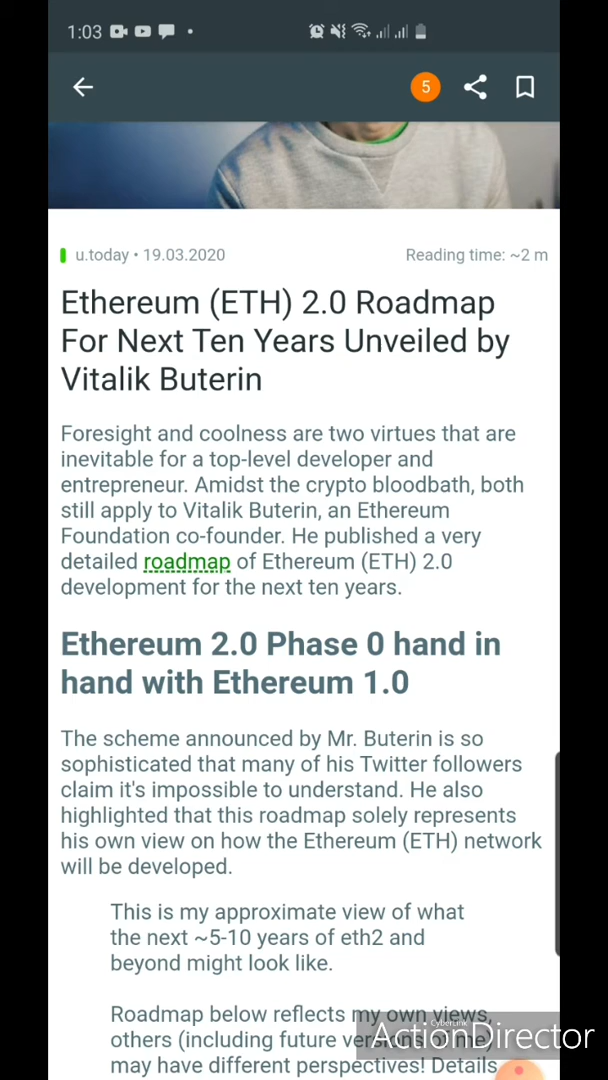 1:03
5
u.today • 19.03.2020
Reading time: ~2 m
Ethereum (ETH) 2.0 Roadmap
For Next Ten Years Unveiled by
Vitalik Buterin
Foresight and coolness are two virtues that are
inevitable for a top-level developer and
entrepreneur. Amidst the crypto bloodbath, both
still apply to Vitalik Buterin, an Ethereum
Foundation co-founder. He published a very
detailed roadmap of Ethereum (ETH) 2.0
development for the next ten years.
Ethereum 2.0 Phase 0 hand in
hand with Ethereum 1.0
The scheme announced by Mr. Buterin is so
sophisticated that many of his Twitter followers
claim it's impossible to understand. He also
highlighted that this roadmap solely represents
his own view on how the Ethereum (ETH) network
will be developed.
This is my approximate view of what
the next ~5-10 years of eth2 and
beyond might look like.
Roadmap below reflects my own views,
others (including future versions of me)
may have different perspectives! Details
CyberLink
ActionDirector